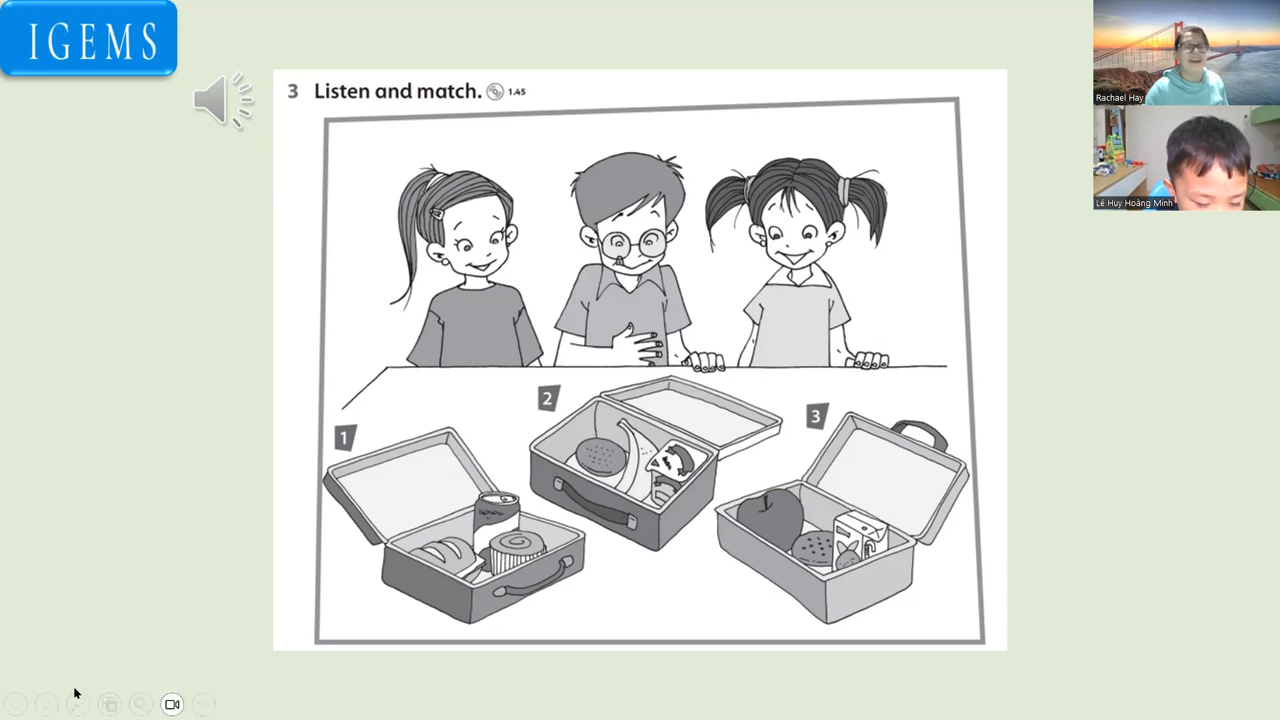 IGEMS
3 Listen and match. 1.45
1
2
3
Rachael Hay
Lê Huy Hoàng Minh